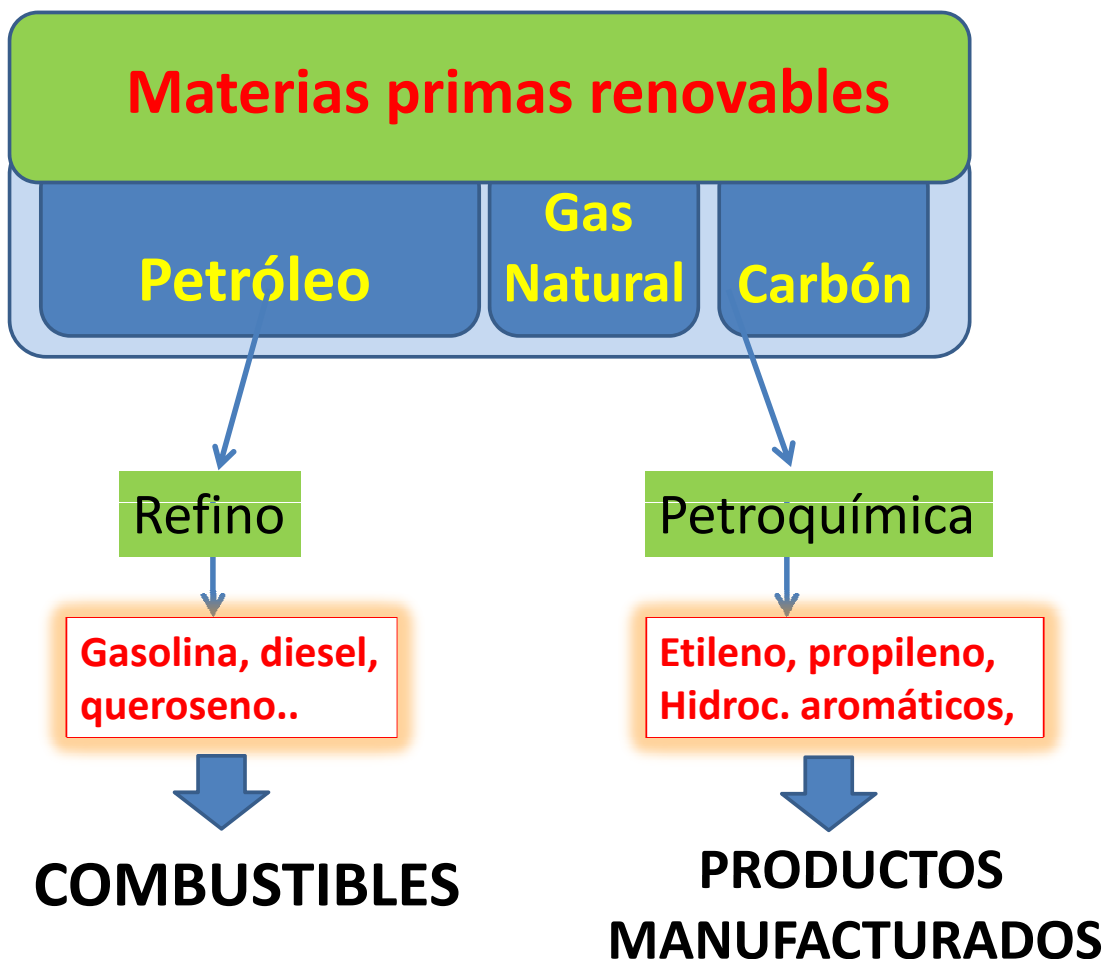 Materias primas renovables
Petróleo
Gas
Natural
Carbón
Refino
Petroquímica
Gasolina, diesel,
queroseno..
Etileno, propileno,
Hidroc. aromáticos,
COMBUSTIBLES
PRODUCTOS
MANUFACTURADOS